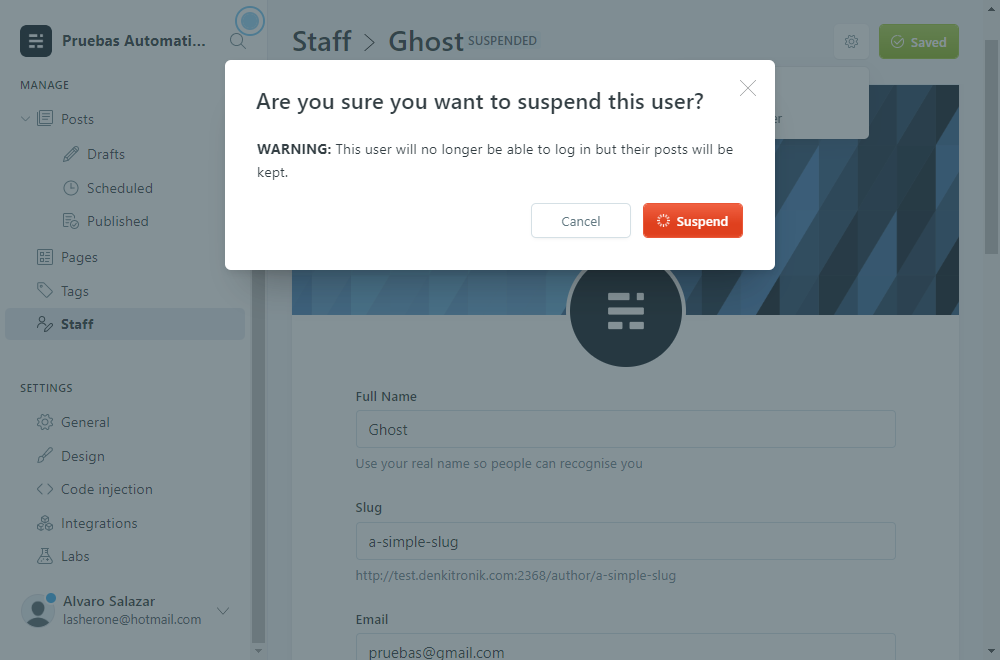 Pruebas Automati...
MANAGE
Posts
Drafts
Scheduled
Published
Pages
Tags
Staff
SETTINGS
General
Design
Code injection
Integrations
Labs
Alvaro Salazar
lasherone@hotmail.com
Staff > Ghost SUSPENDED
Saved
Are you sure you want to suspend this user?
WARNING: This user will no longer be able to log in but their posts will be
kept.
Cancel
Suspend
Full Name
Ghost
Use your real name so people can recognise you
Slug
a-simple-slug
http://test.denkitronik.com:2368/author/a-simple-slug
Email
pruebas@gmail.com